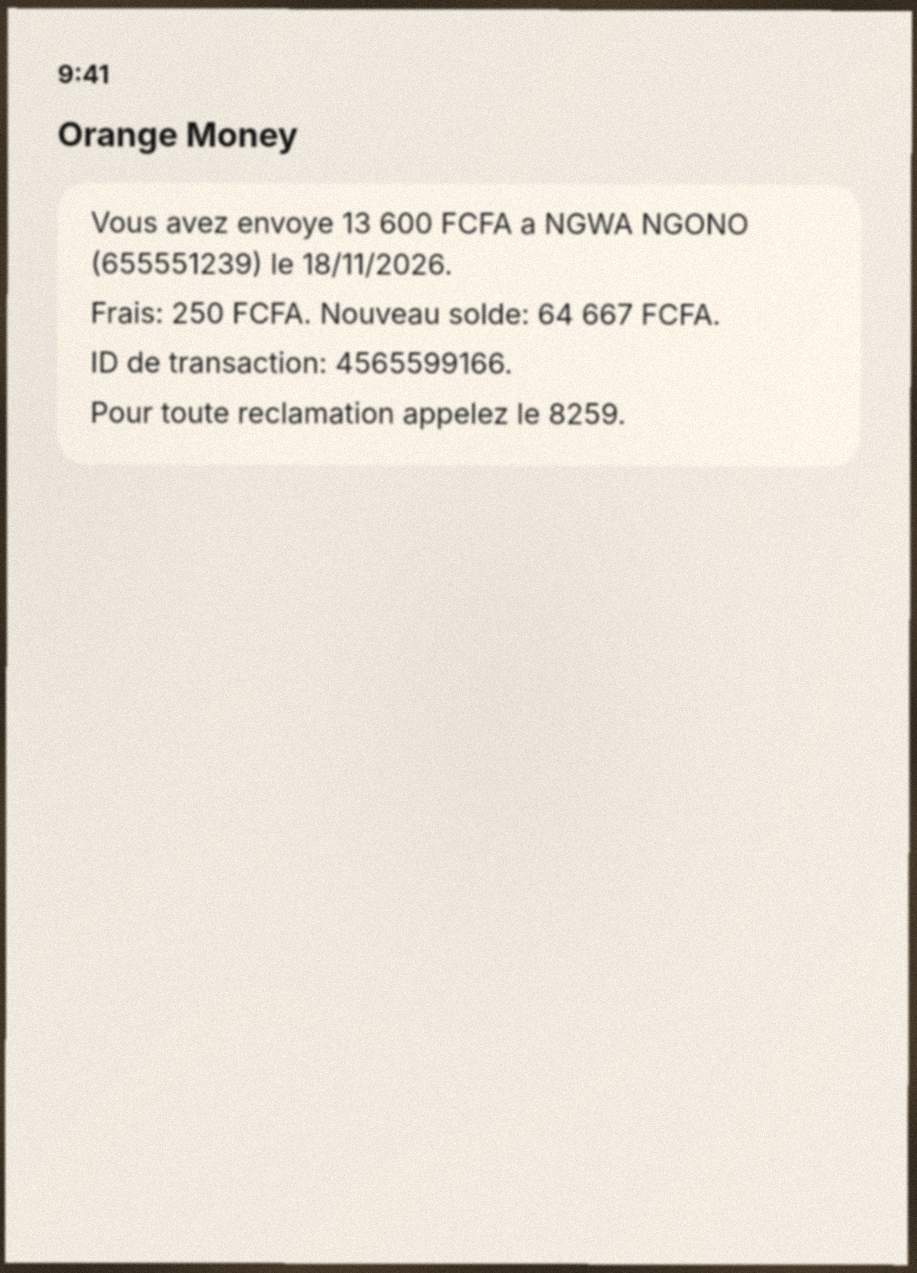 9:41
Orange Money
Vous avez envoye 13 600 FCFA a NGWA NGONO
(655551239) le 18/11/2026.
Frais: 250 FCFA. Nouveau solde: 64 667 FCFA.
ID de transaction: 4565599166.
Pour toute reclamation appelez le 8259.